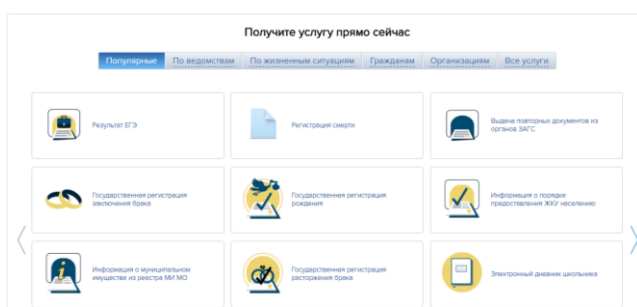 Получите услугу прямо сейчас
Популярные По ведомствам По жизненным ситуациям Гражданам Организациям Все услуги
Результат ЕГЭ
Регистрация смерти
Выдача повторных документов из
органов ЗАГС
Государственная регистрация
заключения брака
Государственная регистрация
рождения
Информация о порядке
предоставления ЖКУ населению
Информация о муниципальном
имуществе из реестра МИ МО
Государственная регистрация
расторжения брака
Электронный дневник школьника